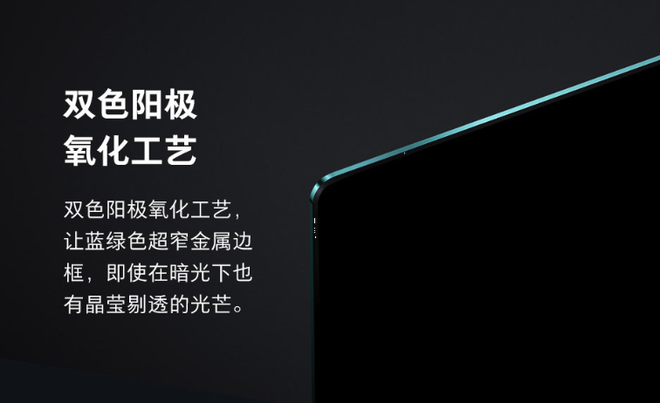 双色阳极
氧化工艺
双色阳极氧化工艺，
让蓝绿色超窄金属边
框，即使在暗光下也
有晶莹剔透的光芒。